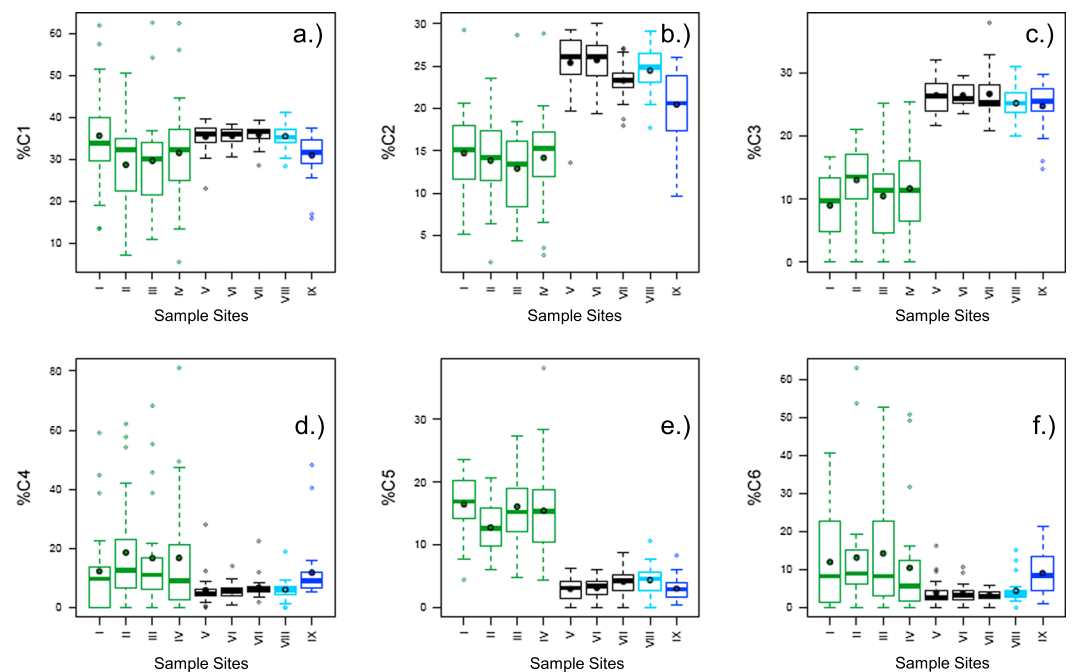 a.)
%C1
60
50
40
30
20
10
I II III IV V VI VII VIII IX
Sample Sites
b.)
%C2
30
25
20
15
10
5
I II III IV V VI VII VIII IX
Sample Sites
c.)
%C3
30
20
10
0
I II III IV V VI VII VIII IX
Sample Sites
d.)
%C4
80
60
40
20
0
I II III IV V VI VII VIII IX
Sample Sites
e.)
%C5
30
20
10
0
I II III IV V VI VII VIII IX
Sample Sites
f.)
%C6
60
50
40
30
20
10
0
I II III IV V VI VII VIII IX
Sample Sites